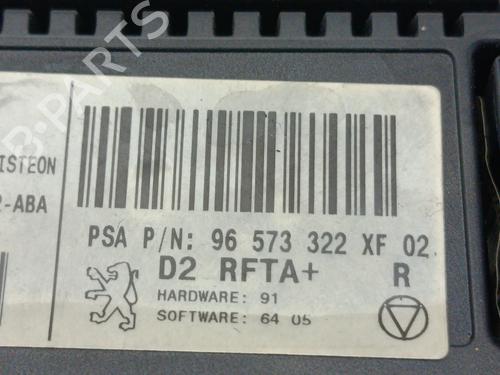 B-PARTS
ISTEON
2-ABA
PSA P/N: 96 573 322 XF 02
D2 RFTA+ R
HARDWARE: 91
SOFTWARE: 64 05